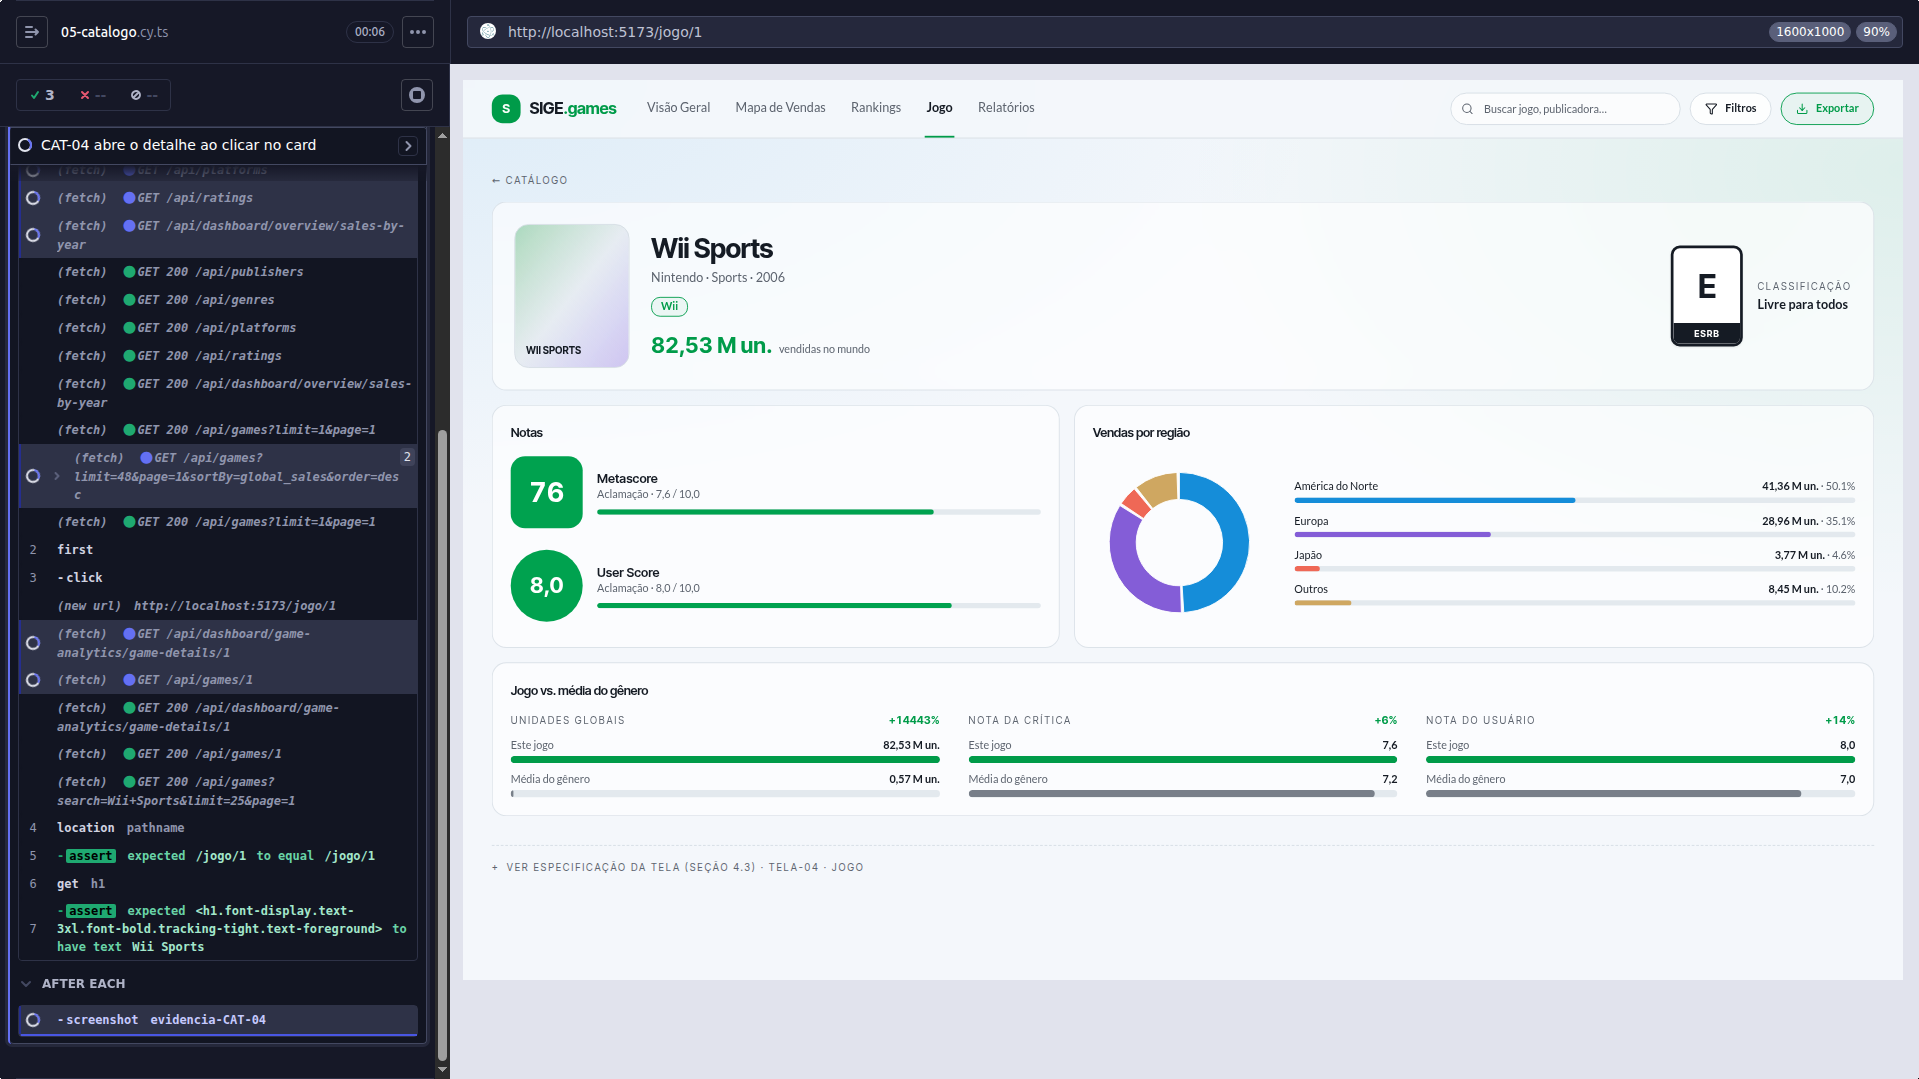 05-catalogo.cy.ts
00:06
http://localhost:5173/jogo/1
1600x1000
90%
3
--
--
CAT-04 abre o detalhe ao clicar no card
(fetch) GET /api/platforms
(fetch) GET /api/ratings
(fetch) GET /api/dashboard/overview/sales-by-
year
(fetch) GET 200 /api/publishers
(fetch) GET 200 /api/genres
(fetch) GET 200 /api/platforms
(fetch) GET 200 /api/ratings
(fetch) GET 200 /api/dashboard/overview/sales-
by-year
(fetch) GET 200 /api/games?limit=1&page=1
(fetch) GET /api/games?
limit=48&page=1&sortBy=global_sales&order=des
c
2
(fetch) GET 200 /api/games?limit=1&page=1
2 first
3 -click
(new url) http://localhost:5173/jogo/1
(fetch) GET /api/dashboard/game-
analytics/game-details/1
(fetch) GET /api/games/1
(fetch) GET 200 /api/dashboard/game-
analytics/game-details/1
(fetch) GET 200 /api/games/1
(fetch) GET 200 /api/games?
search=Wii+Sports&limit=25&page=1
4 location pathname
5 -assert expected /jogo/1 to equal /jogo/1
6 get h1
-assert expected <h1.font-display.text-
7 3xl.font-bold.tracking-tight.text-foreground> to
have text Wii Sports
AFTER EACH
-screenshot evidencia-CAT-04
S SIGE.games
Visão Geral
Mapa de Vendas
Rankings
Jogo
Relatórios
Buscar jogo, publicadora...
Filtros
Exportar
← CATÁLOGO
WII SPORTS
Wii Sports
Nintendo · Sports · 2006
Wii
82,53 M un. vendidas no mundo
E
ESRB
CLASSIFICAÇÃO
Livre para todos
Notas
76
Metascore
Aclamação · 7,6 / 10,0
8,0
User Score
Aclamação · 8,0 / 10,0
Vendas por região
América do Norte 41,36 M un. · 50.1%
Europa 28,96 M un. · 35.1%
Japão 3,77 M un. · 4.6%
Outros 8,45 M un. · 10.2%
Jogo vs. média do gênero
UNIDADES GLOBAIS +14443%
Este jogo 82,53 M un.
Média do gênero 0,57 M un.
NOTA DA CRÍTICA +6%
Este jogo 7,6
Média do gênero 7,2
NOTA DO USUÁRIO +14%
Este jogo 8,0
Média do gênero 7,0
+ VER ESPECIFICAÇÃO DA TELA (SEÇÃO 4.3) · TELA-04 · JOGO